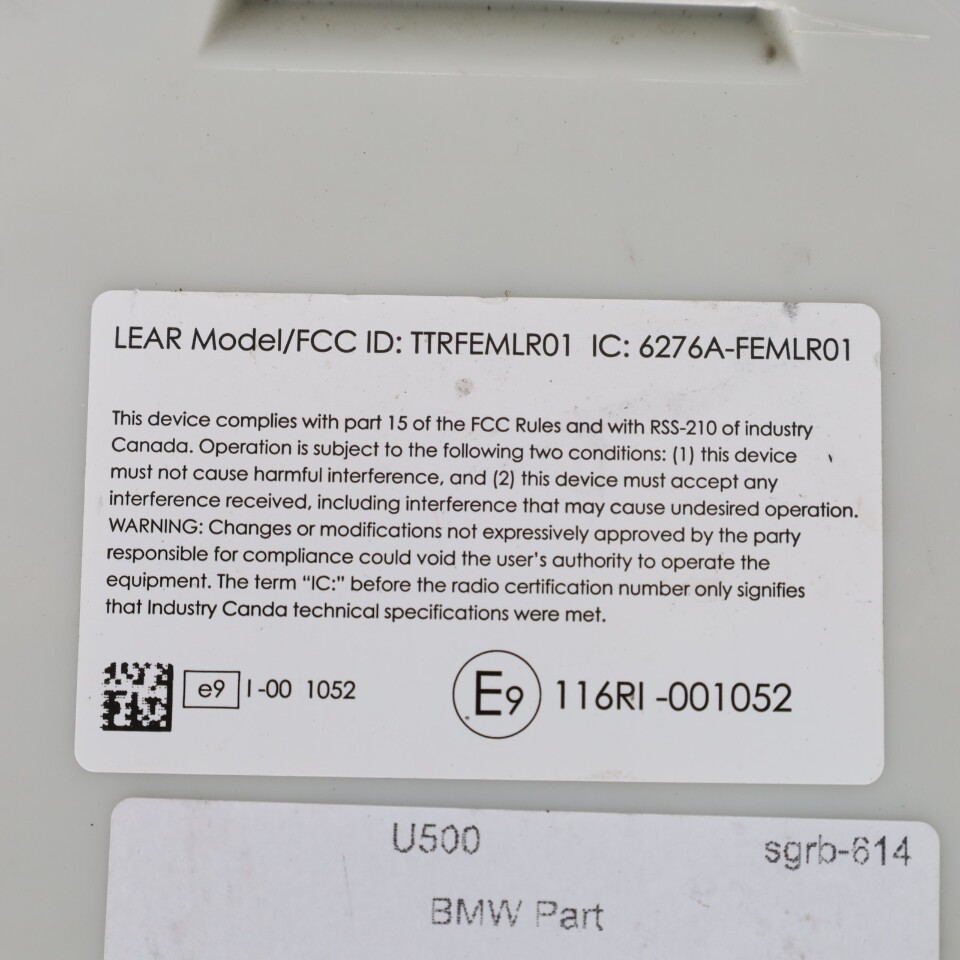 LEAR Model/FCC ID: TTRFEMLR01 IC: 6276A-FEMLR01
This device complies with part 15 of the FCC Rules and with RSS-210 of industry
Canada. Operation is subject to the following two conditions: (1) this device
must not cause harmful interference, and (2) this device must accept any
interference received, including interference that may cause undesired operation.
WARNING: Changes or modifications not expressively approved by the party
responsible for compliance could void the user's authority to operate the
equipment. The term "IC:" before the radio certification number only signifies
that Industry Canda technical specifications were met.
e9 I-00 1052 E9 116RI-001052
U500 sgrb-614
BMW Part